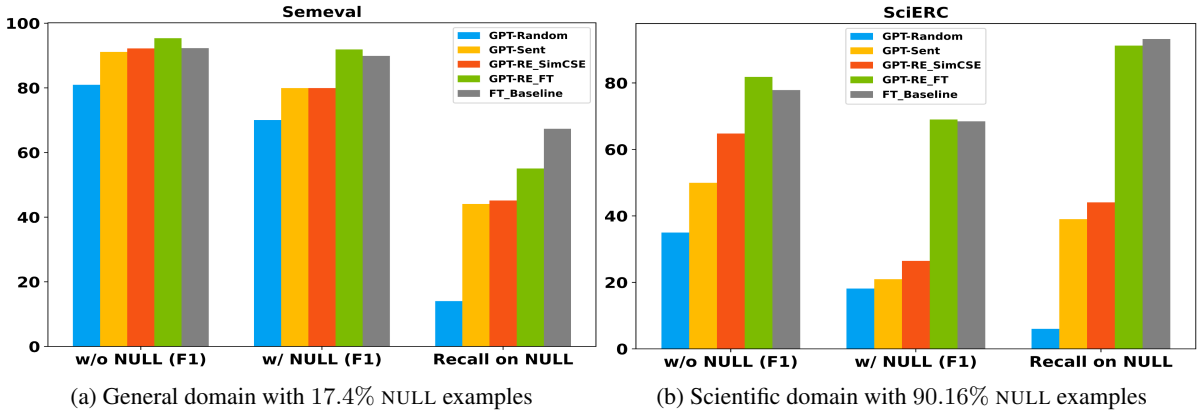 Semeval
100
80
60
40
20
0
GPT-Random
GPT-Sent
GPT-RE_SimCSE
GPT-RE_FT
FT_Baseline
w/o NULL (F1)
w/ NULL (F1)
Recall on NULL
(a) General domain with 17.4% NULL examples
SciERC
80
60
40
20
0
GPT-Random
GPT-Sent
GPT-RE_SimCSE
GPT-RE_FT
FT_Baseline
w/o NULL (F1)
w/ NULL (F1)
Recall on NULL
(b) Scientific domain with 90.16% NULL examples